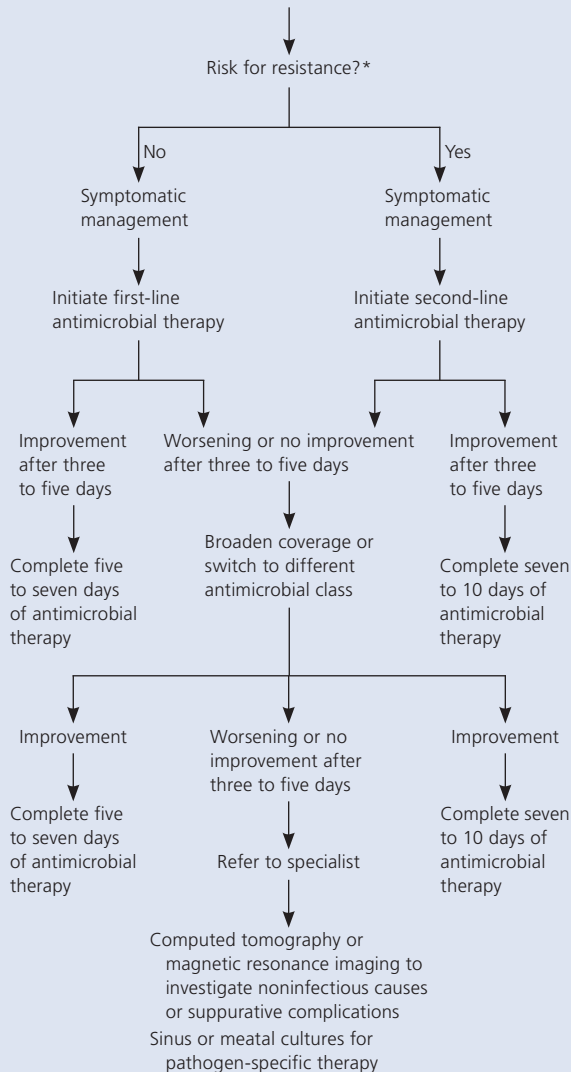 Risk for resistance?*
No
Yes
Symptomatic
management
Symptomatic
management
Initiate first-line
antimicrobial therapy
Initiate second-line
antimicrobial therapy
Improvement
after three
to five days
Worsening or no improvement
after three to five days
Improvement
after three
to five days
Complete five
to seven days
of antimicrobial
therapy
Broaden coverage or
switch to different
antimicrobial class
Complete seven
to 10 days of
antimicrobial
therapy
Improvement
Worsening or no
improvement after
three to five days
Improvement
Complete five
to seven days
of antimicrobial
therapy
Refer to specialist
Complete seven
to 10 days of
antimicrobial
therapy
Computed tomography or
magnetic resonance imaging to
investigate noninfectious causes
or suppurative complications
Sinus or meatal cultures for
pathogen-specific therapy